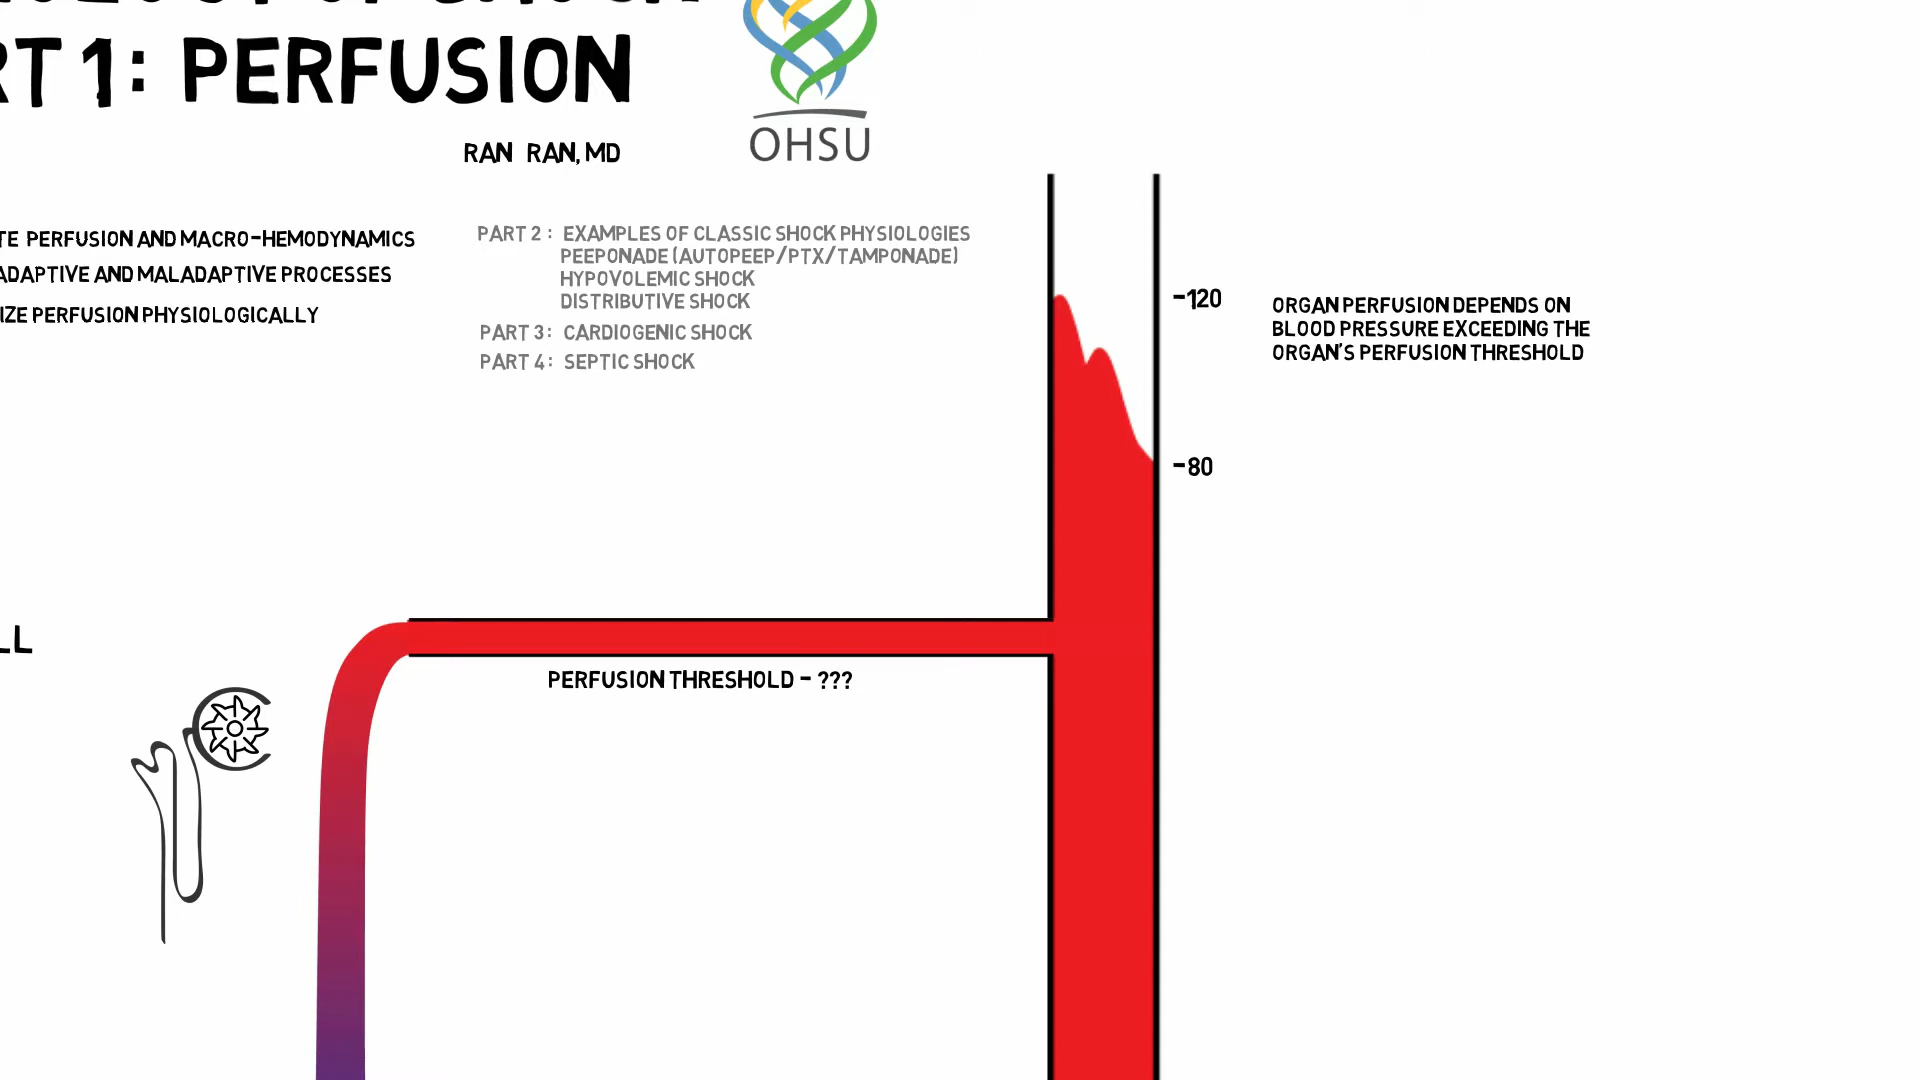 RT 1: PERFUSION
OHSU
RAN RAN, MD
TE PERFUSION AND MACRO-HEMODYNAMICS
ADAPTIVE AND MALADAPTIVE PROCESSES
IZE PERFUSION PHYSIOLOGICALLY
PART 2: EXAMPLES OF CLASSIC SHOCK PHYSIOLOGIES
PEEPONADE (AUTOPEEP/PTX/TAMPONADE)
HYPOVOLEMIC SHOCK
DISTRIBUTIVE SHOCK
PART 3: CARDIOGENIC SHOCK
PART 4: SEPTIC SHOCK
-120
-80
ORGAN PERFUSION DEPENDS ON
BLOOD PRESSURE EXCEEDING THE
ORGAN'S PERFUSION THRESHOLD
LL
PERFUSION THRESHOLD - ???